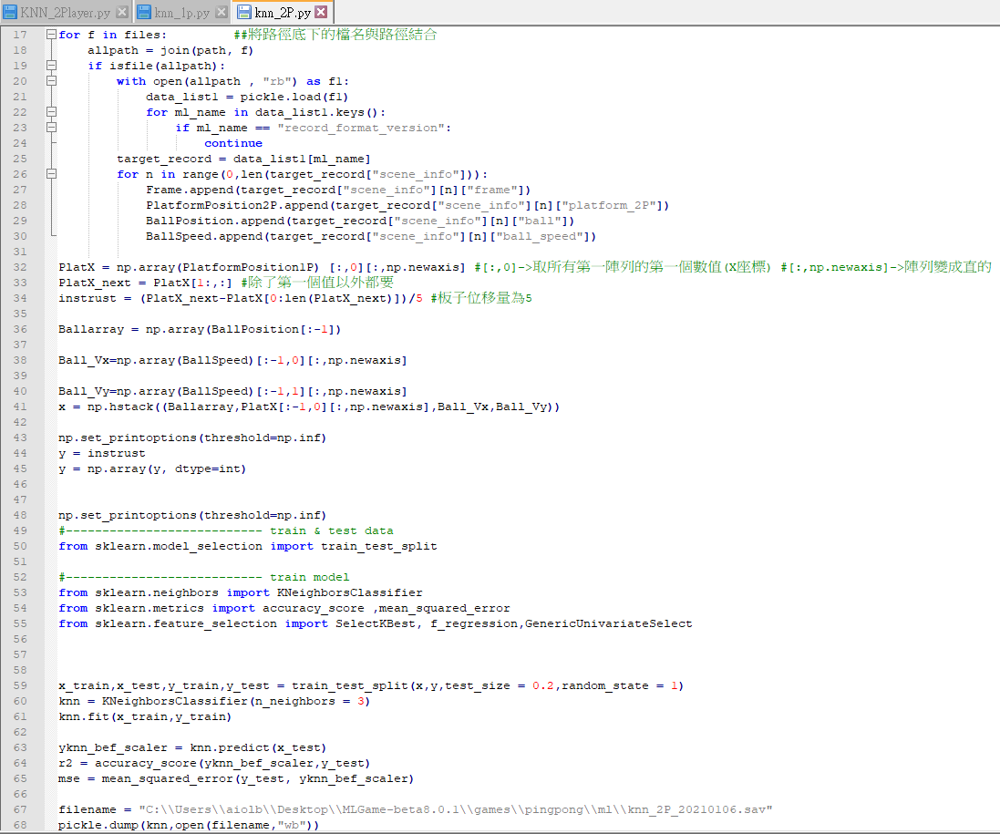 KNN_2Player.py knn_1p.py knn_2P.py
17 for f in files: ##將路徑底下的檔名與路徑結合
18 allpath = join(path, f)
19 if isfile(allpath):
20 with open(allpath , "rb") as f1:
21 data_list1 = pickle.load(f1)
22 for ml_name in data_list1.keys():
23 if ml_name == "record_format_version":
24 continue
25 target_record = data_list1[ml_name]
26 for n in range(0,len(target_record["scene_info"])):
27 Frame.append(target_record["scene_info"][n]["frame"])
28 PlatformPosition2P.append(target_record["scene_info"][n]["platform_2P"])
29 BallPosition.append(target_record["scene_info"][n]["ball"])
30 BallSpeed.append(target_record["scene_info"][n]["ball_speed"])
31
32 PlatX = np.array(PlatformPosition1P) [:,0][:,np.newaxis] #[:,0]->取所有第一陣列的第一個數值(X座標) #[:,np.newaxis]->陣列變成直的
33 PlatX_next = PlatX[1:,:] #除了第一個值以外都要
34 instrust = (PlatX_next-PlatX[0:len(PlatX_next)])/5 #板子位移量為5
35
36 Ballarray = np.array(BallPosition[:-1])
37
38 Ball_Vx=np.array(BallSpeed)[:-1,0][:,np.newaxis]
39
40 Ball_Vy=np.array(BallSpeed)[:-1,1][:,np.newaxis]
41 x = np.hstack((Ballarray,PlatX[:-1,0][:,np.newaxis],Ball_Vx,Ball_Vy))
42
43 np.set_printoptions(threshold=np.inf)
44 y = instrust
45 y = np.array(y, dtype=int)
46
47
48 np.set_printoptions(threshold=np.inf)
49 #--------------------------- train & test data
50 from sklearn.model_selection import train_test_split
51
52 #--------------------------- train model
53 from sklearn.neighbors import KNeighborsClassifier
54 from sklearn.metrics import accuracy_score ,mean_squared_error
55 from sklearn.feature_selection import SelectKBest, f_regression,GenericUnivariateSelect
56
57
58
59 x_train,x_test,y_train,y_test = train_test_split(x,y,test_size = 0.2,random_state = 1)
60 knn = KNeighborsClassifier(n_neighbors = 3)
61 knn.fit(x_train,y_train)
62
63 yknn_bef_scaler = knn.predict(x_test)
64 r2 = accuracy_score(yknn_bef_scaler,y_test)
65 mse = mean_squared_error(y_test, yknn_bef_scaler)
66
67 filename = "C:\\Users\\aiolb\\Desktop\\MLGame-beta8.0.1\\games\\pingpong\\ml\\knn_2P_20210106.sav"
68 pickle.dump(knn,open(filename,"wb"))